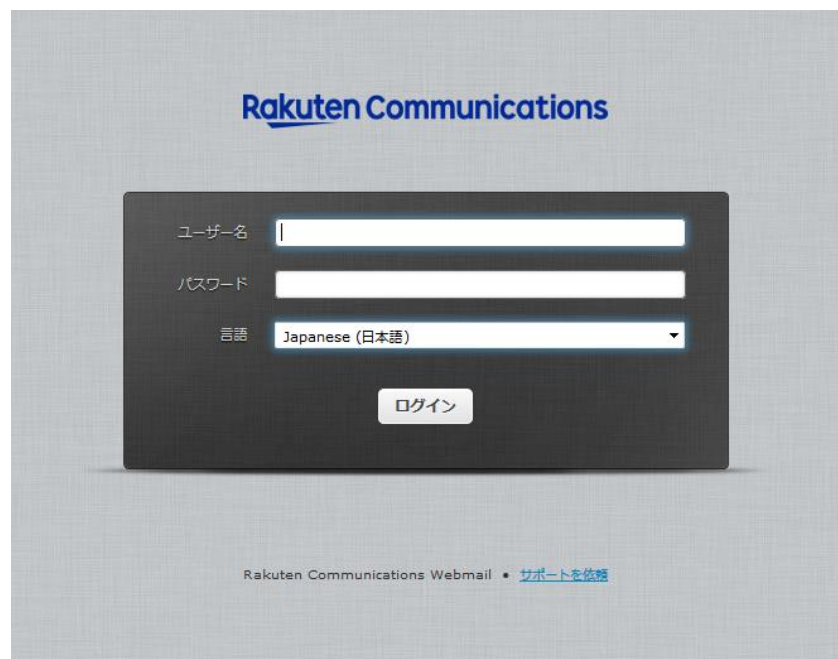 Rakuten Communications
ユーザー名
パスワード
言語 Japanese (日本語)
ログイン
Rakuten Communications Webmail • サポートを依頼